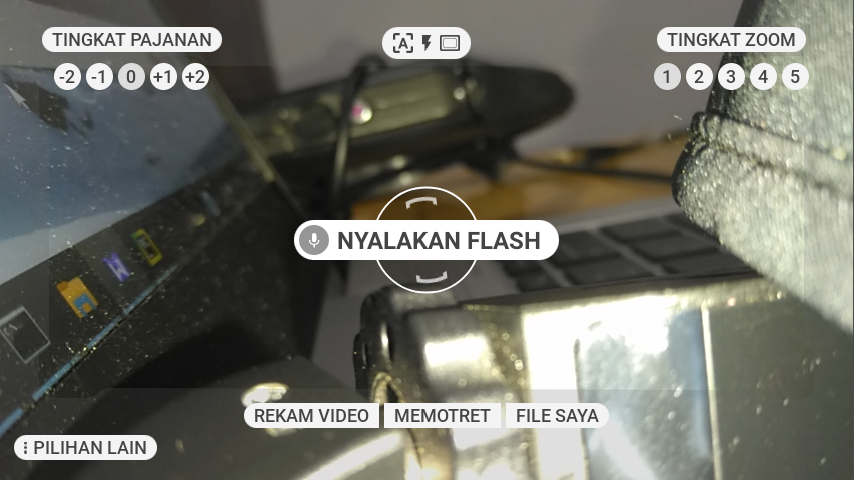 TINGKAT PAJANAN
-2 -1 0 +1 +2
A
TINGKAT ZOOM
1 2 3 4 5
NYALAKAN FLASH
REKAM VIDEO MEMOTRET FILE SAYA
PILIHAN LAIN